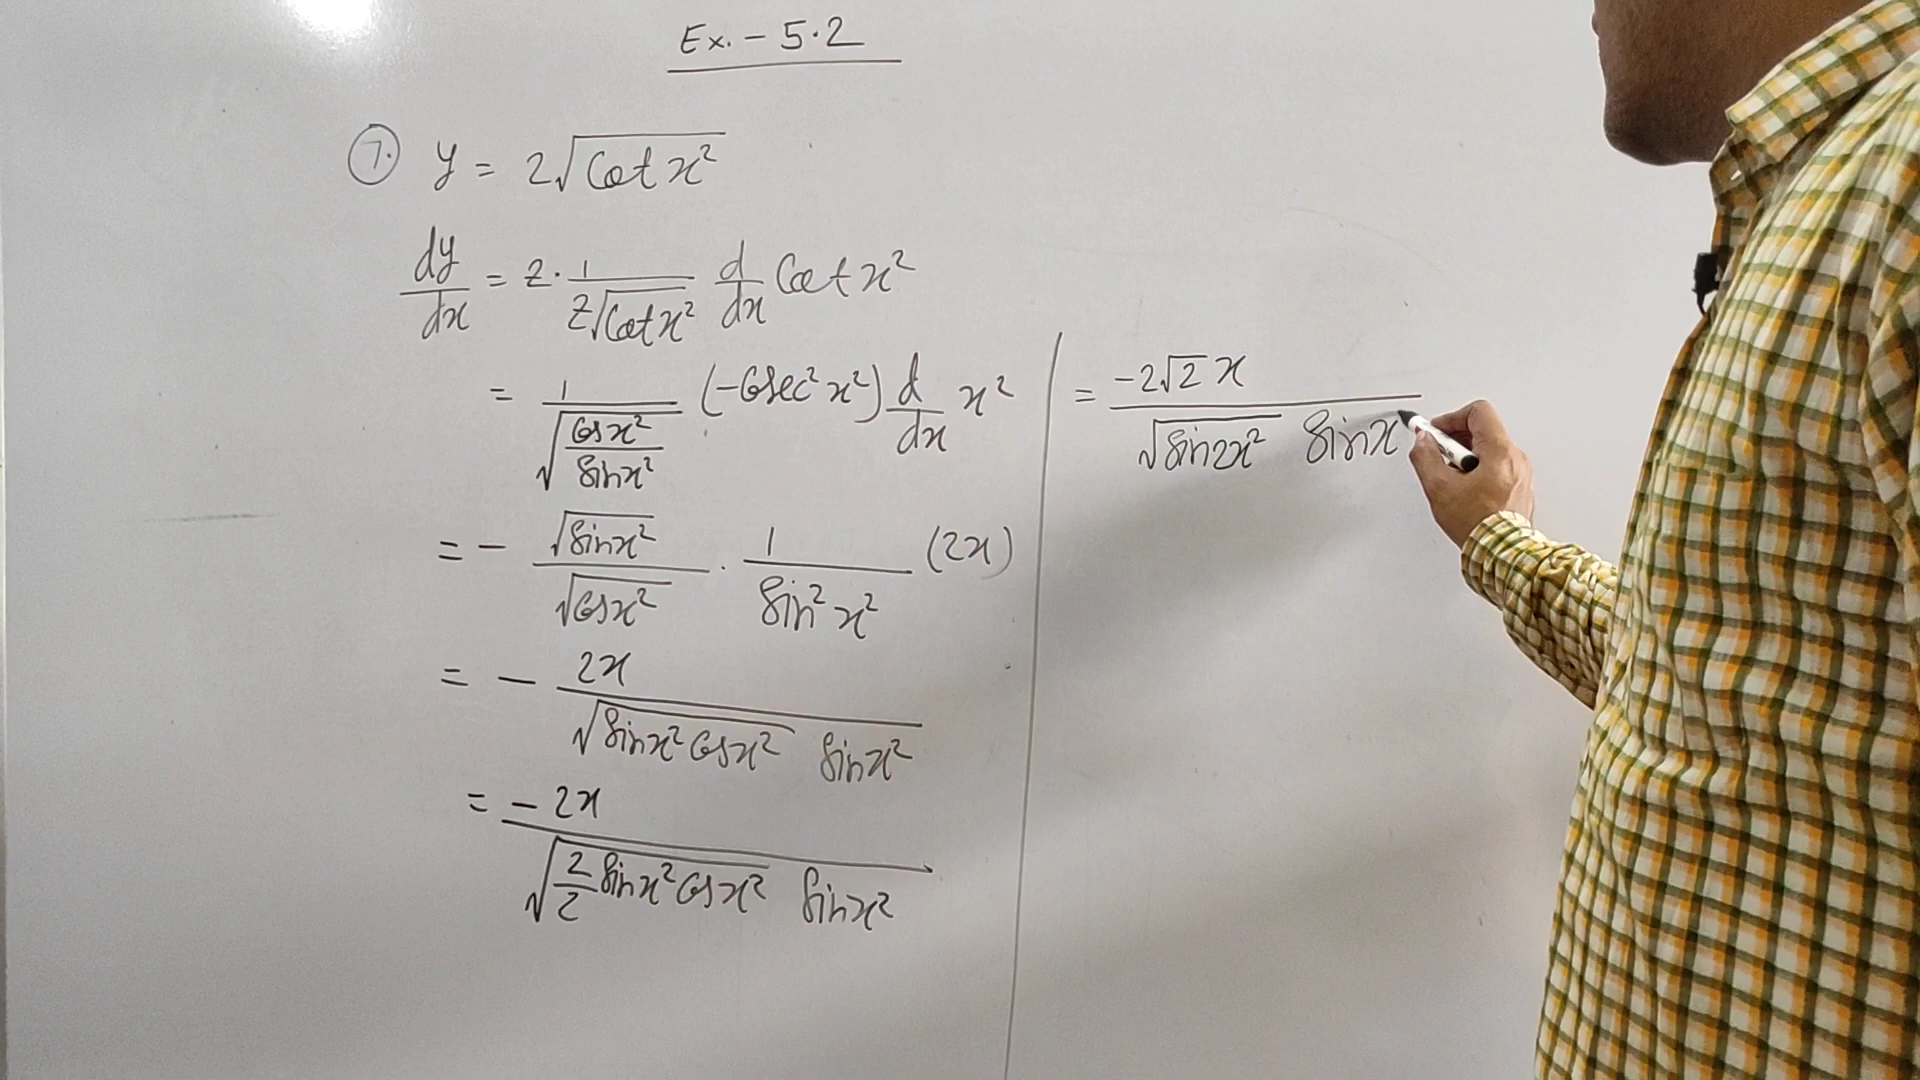 Ex. - 5.2
7. y = 2√(Cot x²)
dy/dx = 2 · 1/(2√(Cot x²)) d/dx Cot x²
= 1/√(Cos x²/Sin x²) (-Cosec² x²) d/dx x²
= - √(Sin x²)/√(Cos x²) · 1/(Sin² x²) (2x)
= - 2x/(√(Sin x² Cos x²) Sin x²)
= -2x/(√(2/2 Sin x² Cos x²) Sin x²)
= -2√2 x/(√(Sin 2x²) Sin x